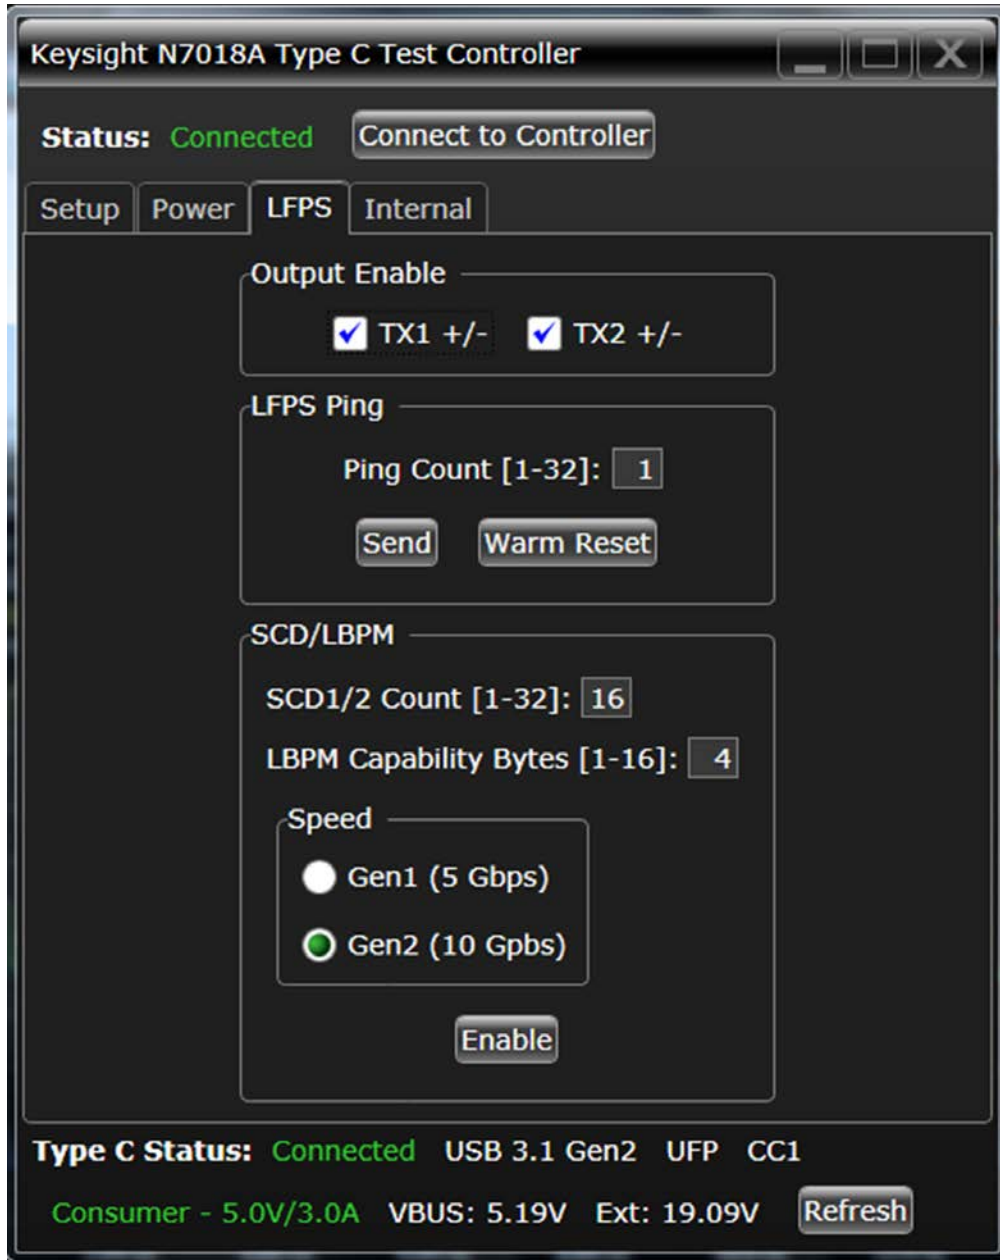 Keysight N7018A Type C Test Controller
Status: Connected Connect to Controller
Setup Power LFPS Internal
Output Enable
TX1 +/- TX2 +/-
LFPS Ping
Ping Count [1-32]: 1
Send Warm Reset
SCD/LBPM
SCD1/2 Count [1-32]: 16
LBPM Capability Bytes [1-16]: 4
Speed
Gen1 (5 Gbps)
Gen2 (10 Gpbs)
Enable
Type C Status: Connected USB 3.1 Gen2 UFP CC1
Consumer - 5.0V/3.0A VBUS: 5.19V Ext: 19.09V Refresh